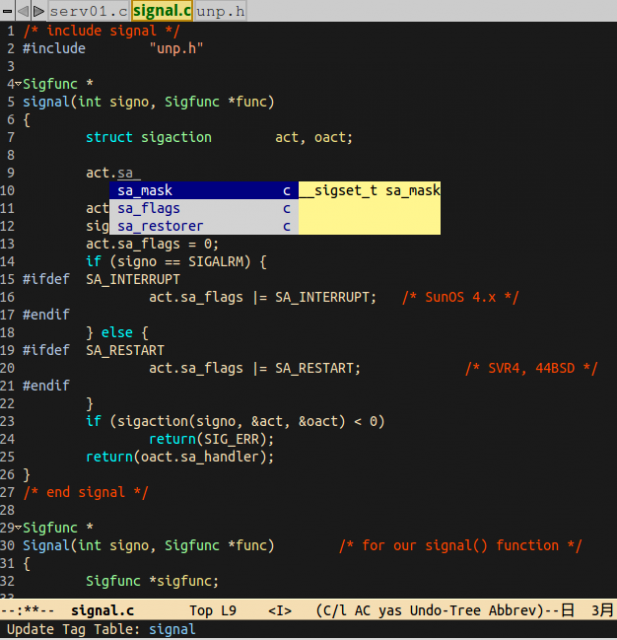 serv01.c signal.c unp.h
1 /* include signal */
2 #include "unp.h"
3
4 Sigfunc *
5 signal(int signo, Sigfunc *func)
6 {
7 struct sigaction act, oact;
8
9 act.sa_
10 sa_mask c __sigset_t sa_mask
11 act sa_flags c
12 sig sa_restorer c
13 act.sa_flags = 0;
14 if (signo == SIGALRM) {
15 #ifdef SA_INTERRUPT
16 act.sa_flags |= SA_INTERRUPT; /* SunOS 4.x */
17 #endif
18 } else {
19 #ifdef SA_RESTART
20 act.sa_flags |= SA_RESTART; /* SVR4, 44BSD */
21 #endif
22 }
23 if (sigaction(signo, &act, &oact) < 0)
24 return(SIG_ERR);
25 return(oact.sa_handler);
26 }
27 /* end signal */
28
29 Sigfunc *
30 Signal(int signo, Sigfunc *func) /* for our signal() function */
31 {
32 Sigfunc *sigfunc;
--:**-- signal.c Top L9 <I> (C/l AC yas Undo-Tree Abbrev)--日 3月
Update Tag Table: signal